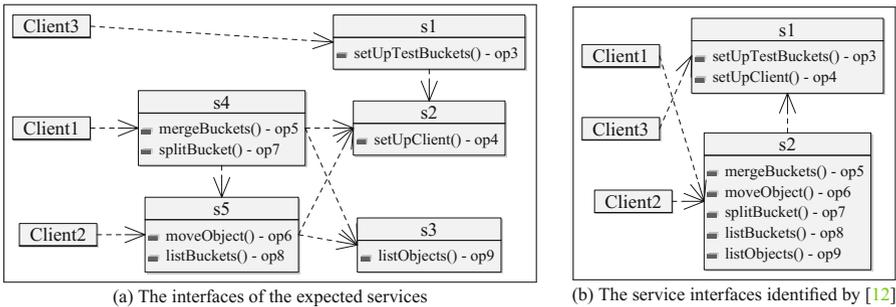 Client3
s1
setUpTestBuckets() - op3
s4
s2
Client1
mergeBuckets() - op5
splitBucket() - op7
setUpClient() - op4
s5
s3
Client2
moveObject() - op6
listBuckets() - op8
listObjects() - op9
(a) The interfaces of the expected services
s1
Client1
setUpTestBuckets() - op3
setUpClient() - op4
Client3
s2
Client2
mergeBuckets() - op5
moveObject() - op6
splitBucket() - op7
listBuckets() - op8
listObjects() - op9
(b) The service interfaces identified by [12]